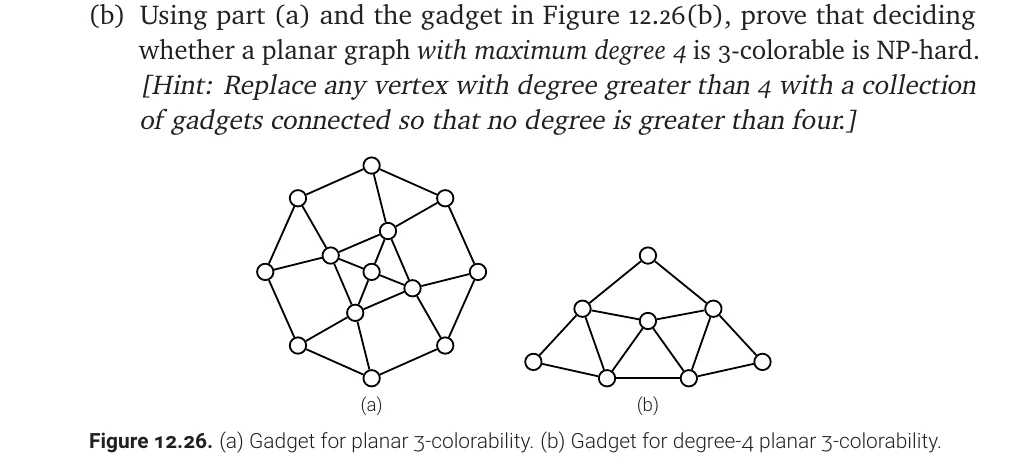 (b) Using part (a) and the gadget in Figure 12.26(b), prove that deciding
whether a planar graph with maximum degree 4 is 3-colorable is NP-hard.
[Hint: Replace any vertex with degree greater than 4 with a collection
of gadgets connected so that no degree is greater than four.]
(a)
(b)
Figure 12.26. (a) Gadget for planar 3-colorability. (b) Gadget for degree-4 planar 3-colorability.